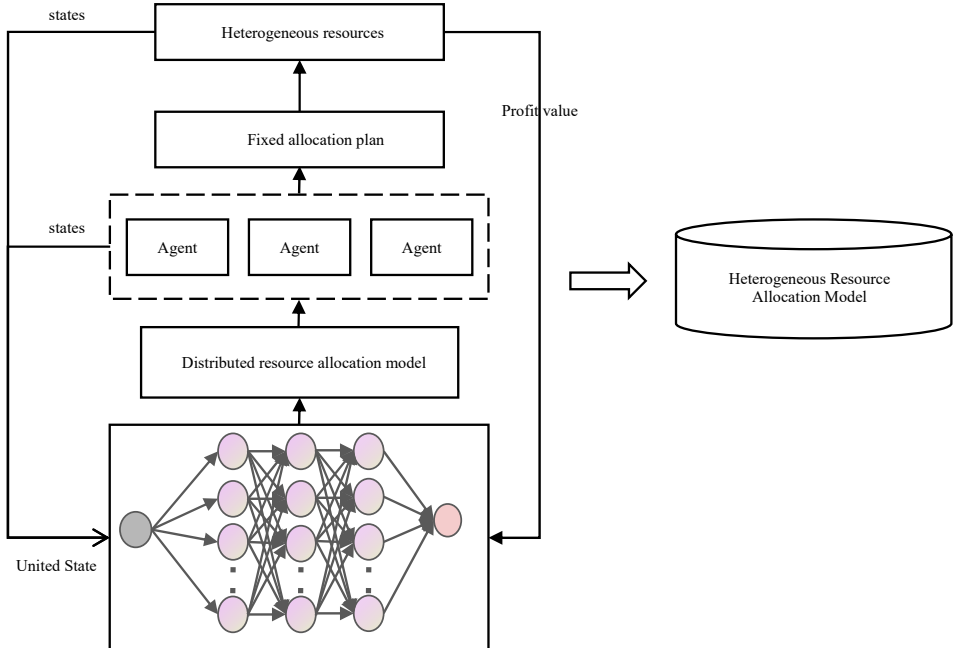 states
Heterogeneous resources
Profit value
Fixed allocation plan
states
Agent
Agent
Agent
Heterogeneous Resource
Allocation Model
Distributed resource allocation model
United State